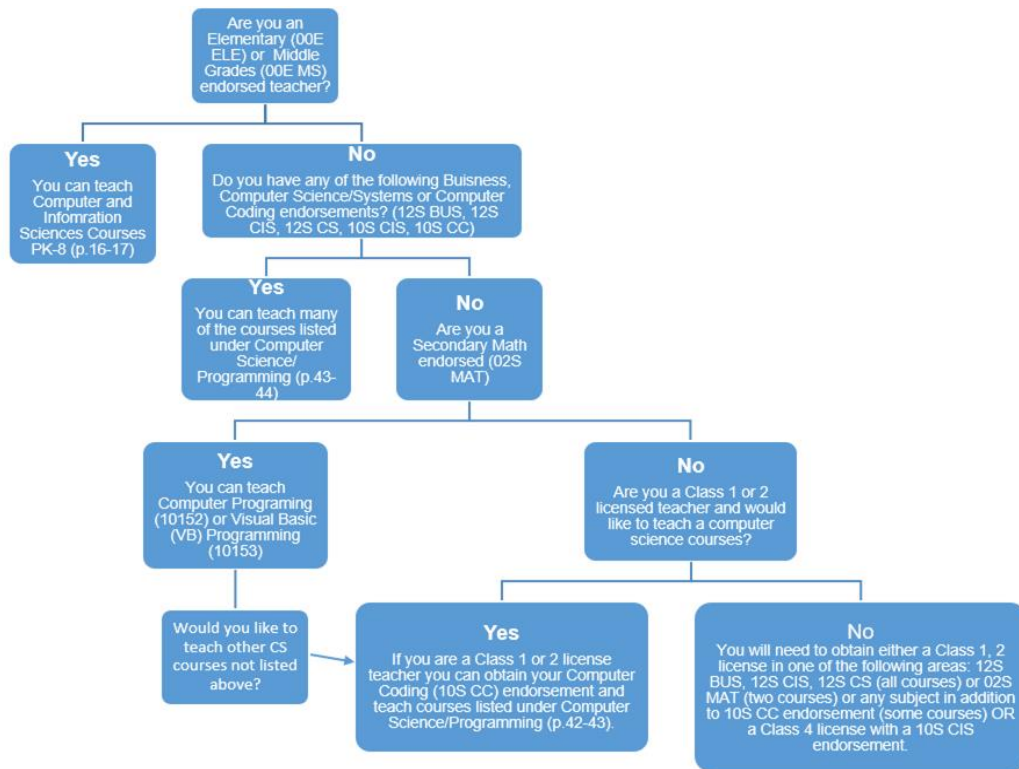 Are you an
Elementary (00E
ELE) or Middle
Grades (00E MS)
endorsed teacher?
Yes
You can teach
Computer and
Infomration
Sciences Courses
PK-8 (p.16-17)
No
Do you have any of the following Buisness,
Computer Science/Systems or Computer
Coding endorsements? (12S BUS, 12S
CIS, 12S CS, 10S CIS, 10S CC)
Yes
You can teach many
of the courses listed
under Computer
Science/
Programming (p.43-
44)
No
Are you a
Secondary Math
endorsed (02S
MAT)
Yes
You can teach
Computer Programing
(10152) or Visual Basic
(VB) Programming
(10153)
No
Are you a Class 1 or 2
licensed teacher and would
like to teach a computer
science courses?
Would you like to
teach other CS
courses not listed
above?
Yes
If you are a Class 1 or 2 license
teacher you can obtain your Computer
Coding (10S CC) endorsement and
teach courses listed under Computer
Science/Programming (p.42-43).
No
You will need to obtain either a Class 1, 2
license in one of the following areas: 12S
BUS, 12S CIS, 12S CS (all courses) or 02S
MAT (two courses) or any subject in addition
to 10S CC endorsement (some courses) OR
a Class 4 license with a 10S CIS
endorsement.